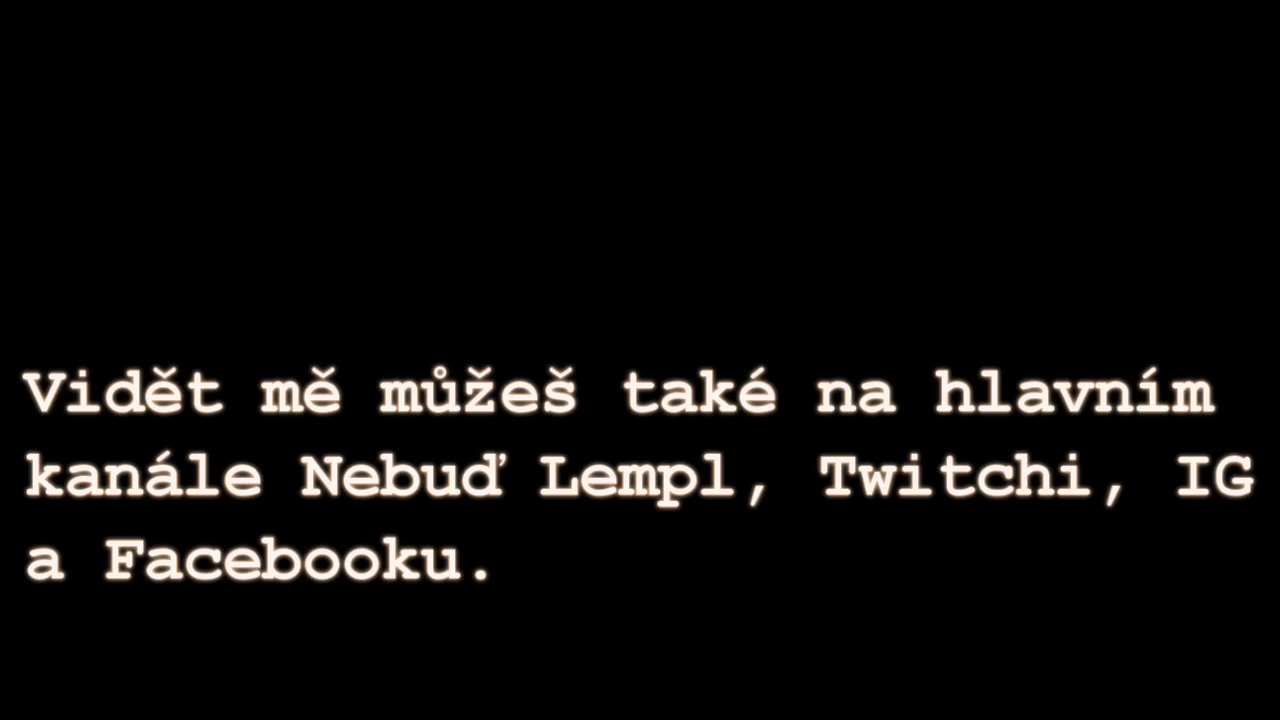 Vidět mě můžeš také na hlavním
kanále Nebuď Lempl, Twitchi, IG
a Facebooku.